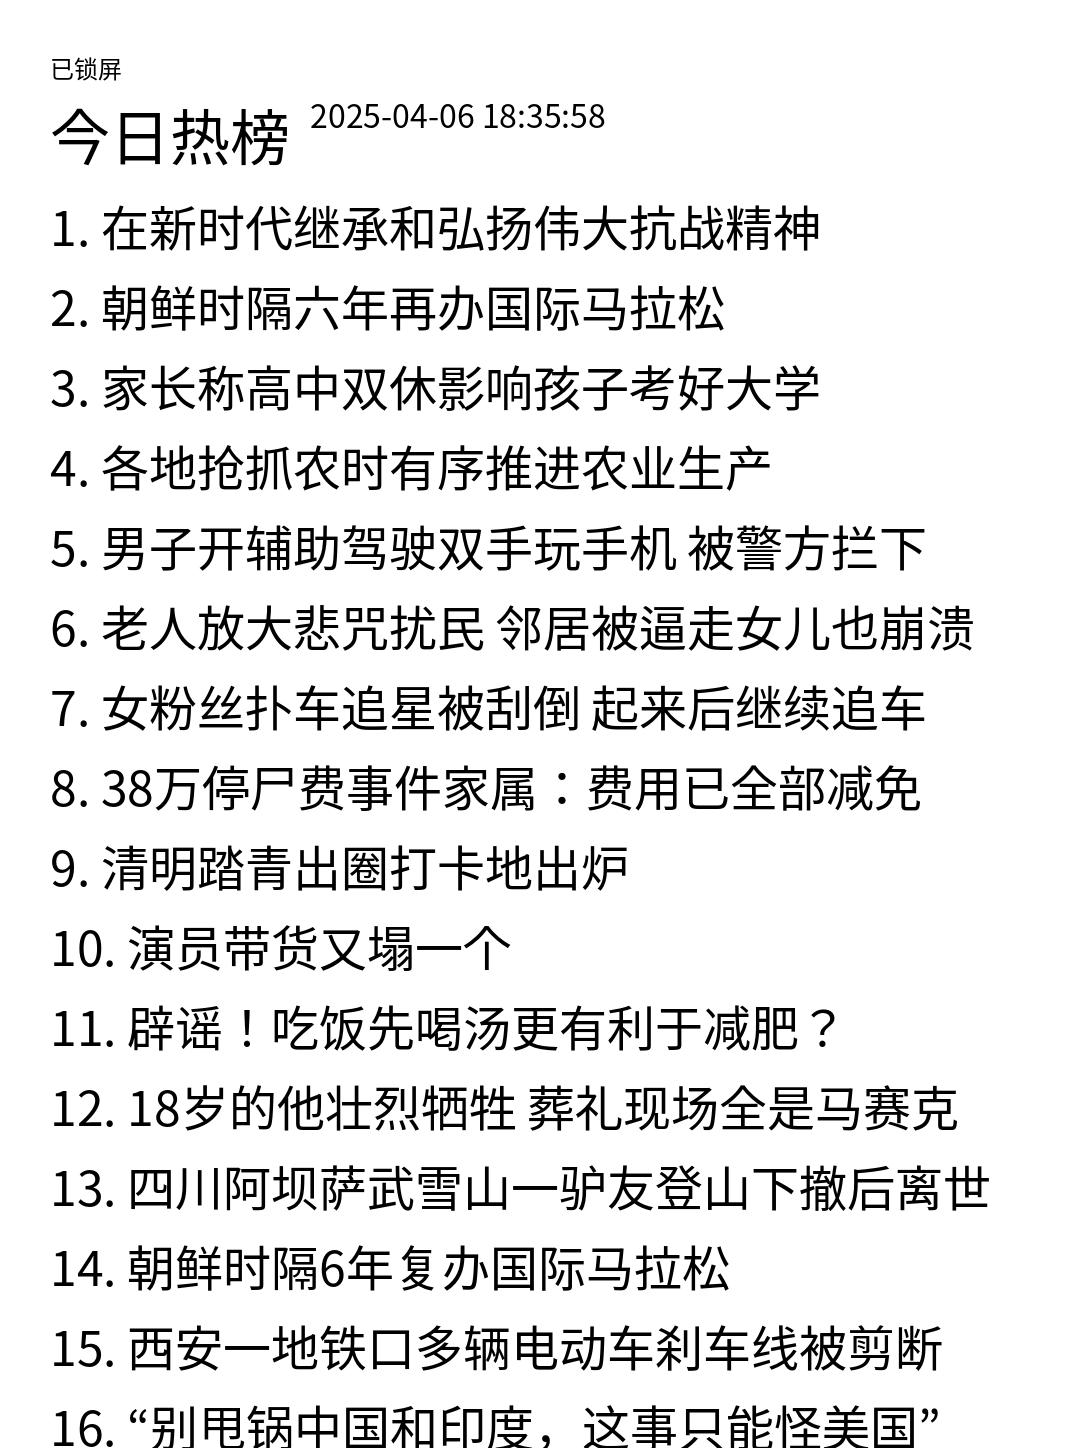 已锁屏
今日热榜 2025-04-06 18:35:58
1. 在新时代继承和弘扬伟大抗战精神
2. 朝鲜时隔六年再办国际马拉松
3. 家长称高中双休影响孩子考好大学
4. 各地抢抓农时有序推进农业生产
5. 男子开辅助驾驶双手玩手机 被警方拦下
6. 老人放大悲咒扰民 邻居被逼走女儿也崩溃
7. 女粉丝扑车追星被刮倒 起来后继续追车
8. 38万停尸费事件家属：费用已全部减免
9. 清明踏青出圈打卡地出炉
10. 演员带货又塌一个
11. 辟谣！吃饭先喝汤更有利于减肥？
12. 18岁的他壮烈牺牲 葬礼现场全是马赛克
13. 四川阿坝萨武雪山一驴友登山下撤后离世
14. 朝鲜时隔6年复办国际马拉松
15. 西安一地铁口多辆电动车刹车线被剪断
16. “别甩锅中国和印度，这事只能怪美国”